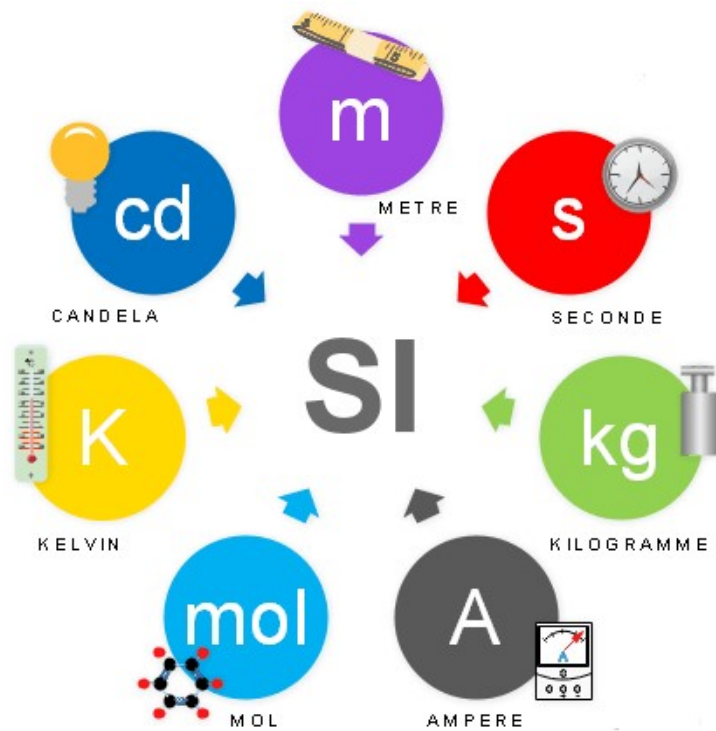 m
METRE
s
SECONDE
kg
KILOGRAMME
A
AMPERE
mol
MOL
K
KELVIN
cd
CANDELA
SI